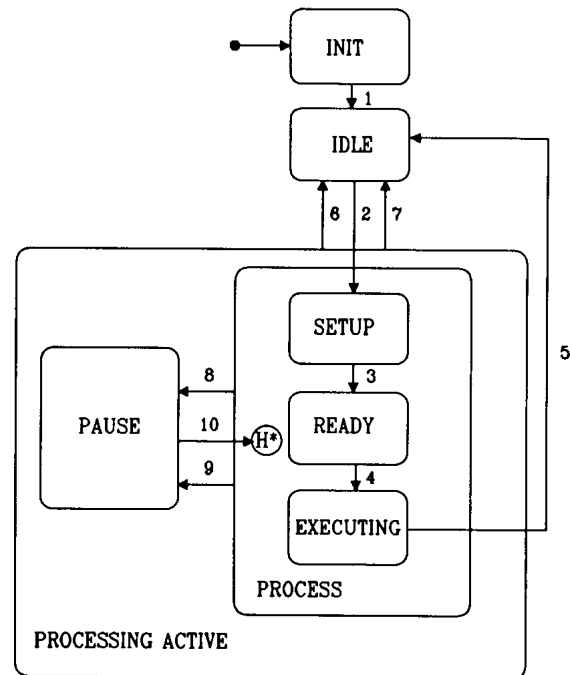 INIT
1
IDLE
6
2
7
SETUP
5
3
8
READY
PAUSE
10
H*
9
4
EXECUTING
PROCESS
PROCESSING ACTIVE